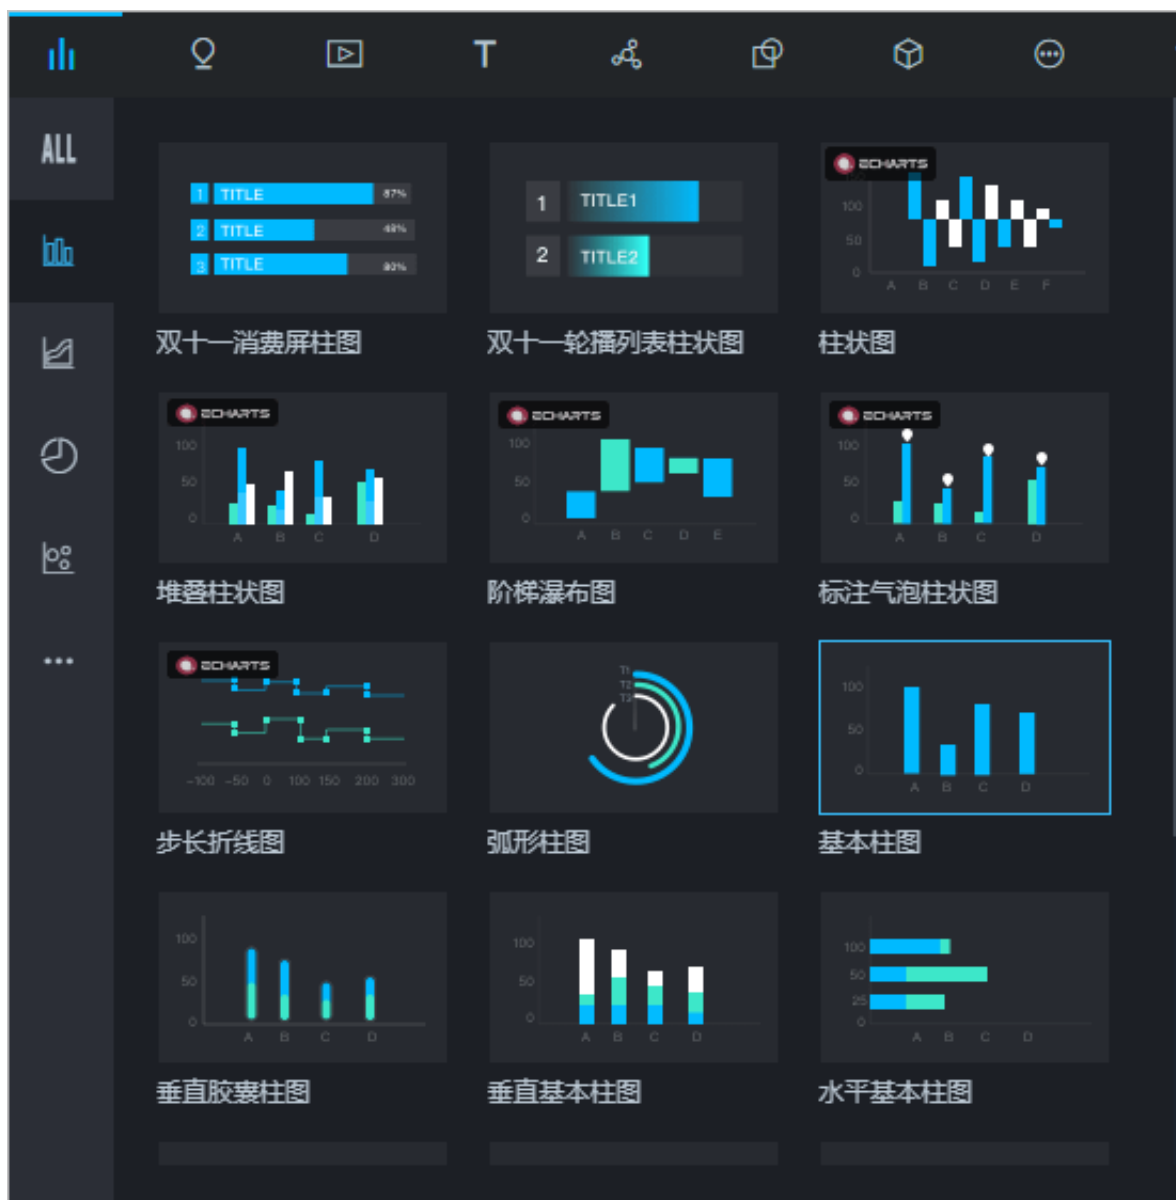 T
ALL
1 TITLE 87%
2 TITLE 48%
3 TITLE 80%
双十一消费屏柱图
1 TITLE1
2 TITLE2
双十一轮播列表柱状图
ECHARTS
100
50
0
A B C D E F
柱状图
ECHARTS
100
50
0
A B C D
堆叠柱状图
ECHARTS
100
50
0
A B C D E
阶梯瀑布图
ECHARTS
100
50
0
A B C D
标注气泡柱状图
ECHARTS
-100 -50 0 100 150 200 300
步长折线图
T1
T2
T3
弧形柱图
100
50
0
A B C D
基本柱图
100
50
0
A B C D
垂直胶囊柱图
100
50
0
A B C D
垂直基本柱图
100
50
25
0
A B C D
水平基本柱图